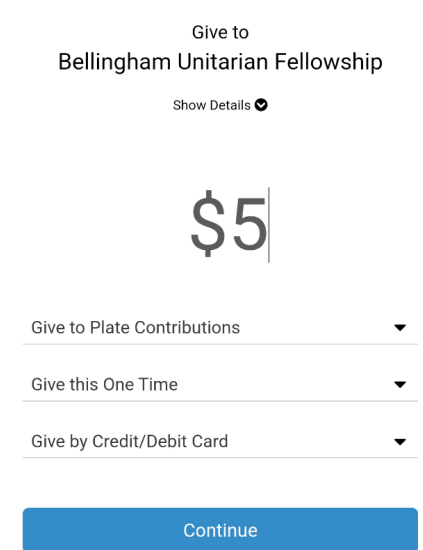 Give to
Bellingham Unitarian Fellowship
Show Details
$5
Give to Plate Contributions
Give this One Time
Give by Credit/Debit Card
Continue